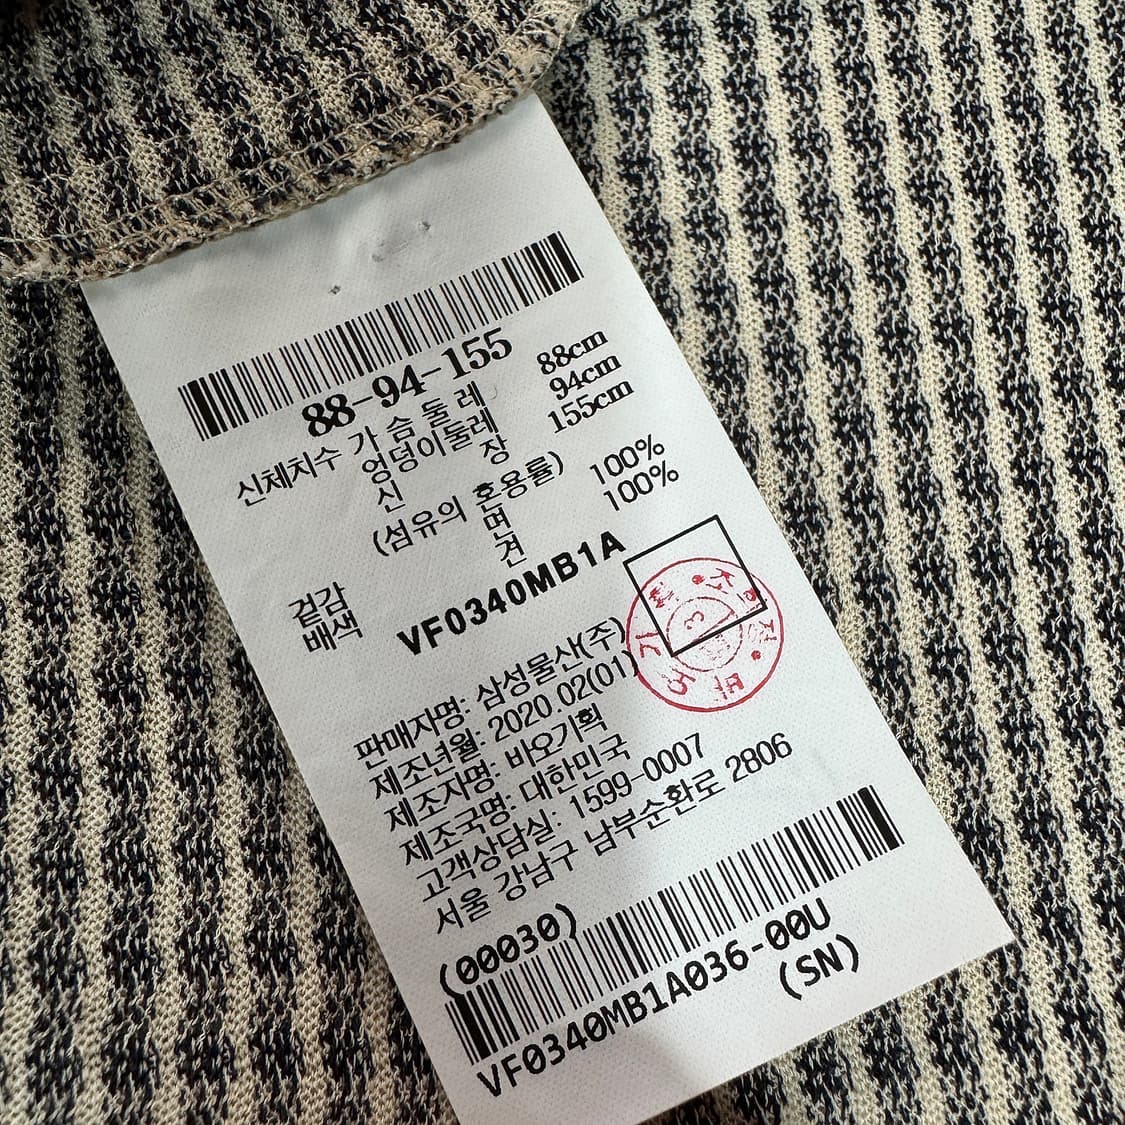 88-94-155
신체치수 가 슴 둘 레 88cm
엉덩이둘레 94cm
신 장 155cm
(섬유의 혼용률)
겉감 면 100%
배색 견 100%
VF0340MB1A
판매자명: 삼성물산(주)
제조년월: 2020.02(01)
제조자명: 비오기획
제조국명: 대한민국
고객상담실: 1599-0007
서울 강남구 남부순환로 2806
(00030)
VF0340MB1A036-00U
(SN)